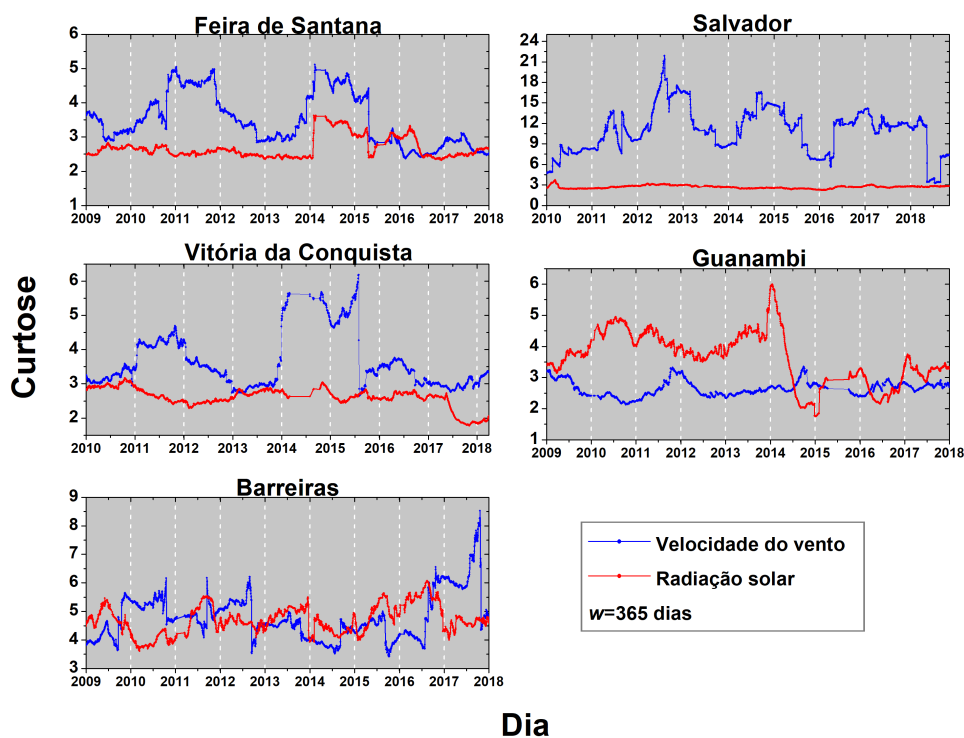 Feira de Santana
6
5
4
3
2
1
2009 2010 2011 2012 2013 2014 2015 2016 2017 2018
Salvador
24
21
18
15
12
9
6
3
0
2010 2011 2012 2013 2014 2015 2016 2017 2018
Vitória da Conquista
6
5
4
3
2
2010 2011 2012 2013 2014 2015 2016 2017 2018
Guanambi
6
5
4
3
2
1
2009 2010 2011 2012 2013 2014 2015 2016 2017 2018
Barreiras
9
8
7
6
5
4
3
2009 2010 2011 2012 2013 2014 2015 2016 2017 2018
Velocidade do vento
Radiação solar
w=365 dias
Curtose
Dia